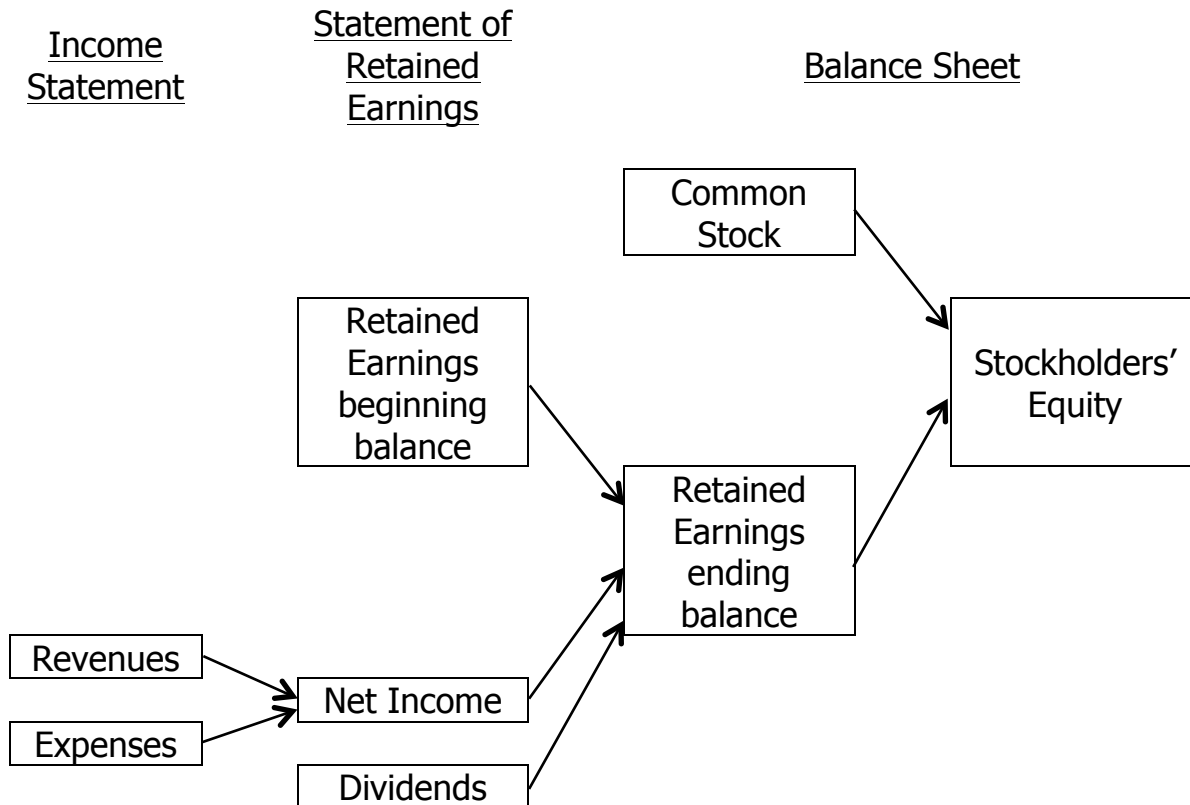 Income
Statement
Statement of
Retained
Earnings
Balance Sheet
Common
Stock
Retained
Earnings
beginning
balance
Stockholders’
Equity
Retained
Earnings
ending
balance
Revenues
Net Income
Expenses
Dividends